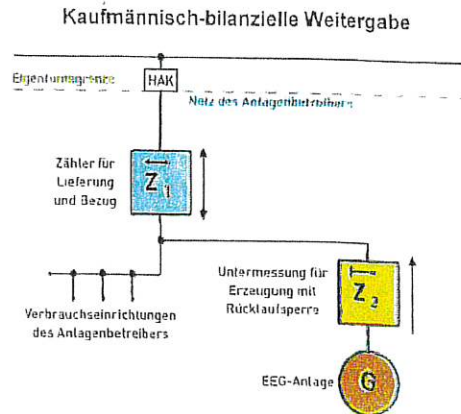 Kaufmännisch-bilanzielle Weitergabe
Eigentumsgrenze
HAK
Netz des Anlagenbetreibers
Zähler für
Lieferung
und Bezug
Z1
Untermessung für
Erzeugung mit
Rücklaufsperre
Z2
Verbrauchseinrichtungen
des Anlagenbetreibers
EEG-Anlage
G